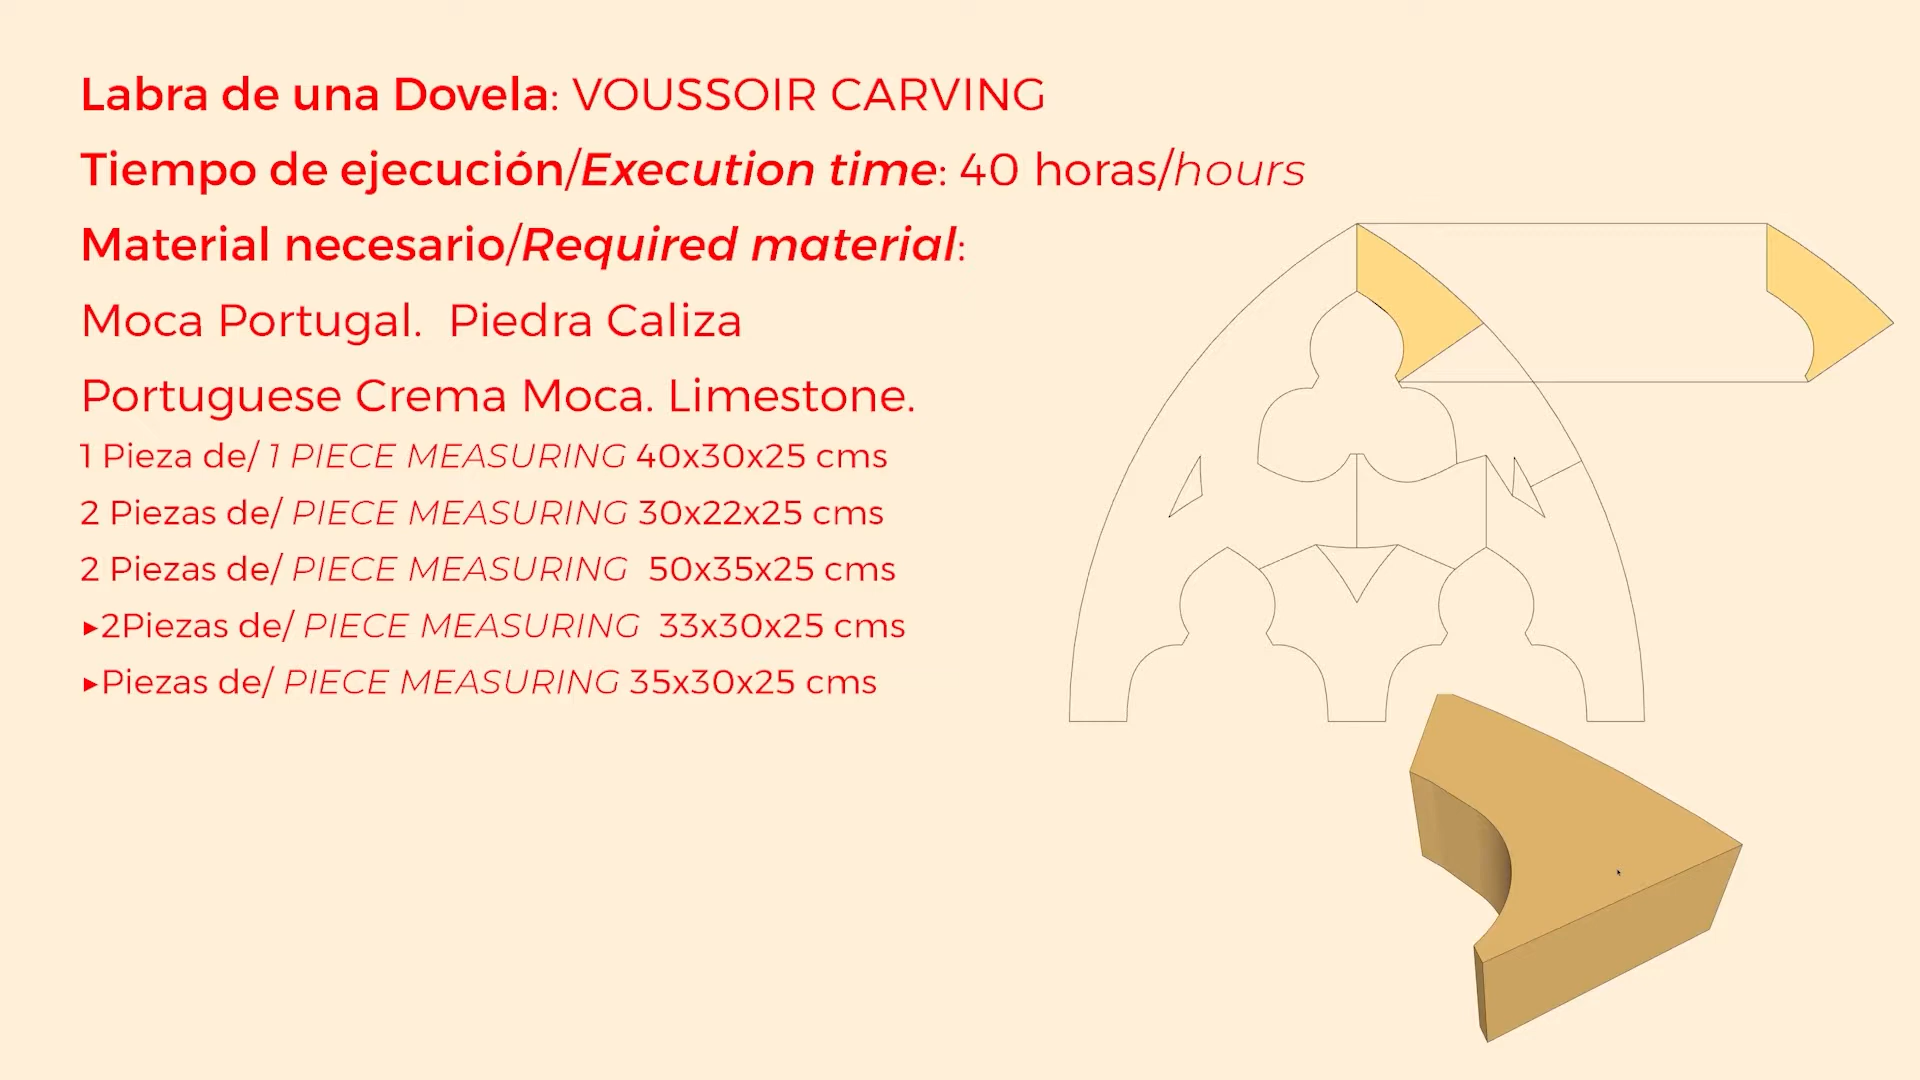 Labra de una Dovela: VOUSSOIR CARVING
Tiempo de ejecución/Execution time: 40 horas/hours
Material necesario/Required material:
Moca Portugal.  Piedra Caliza
Portuguese Crema Moca. Limestone.
1 Pieza de/ 1 PIECE MEASURING 40x30x25 cms
2 Piezas de/ PIECE MEASURING 30x22x25 cms
2 Piezas de/ PIECE MEASURING  50x35x25 cms
▸2Piezas de/ PIECE MEASURING  33x30x25 cms
▸Piezas de/ PIECE MEASURING 35x30x25 cms